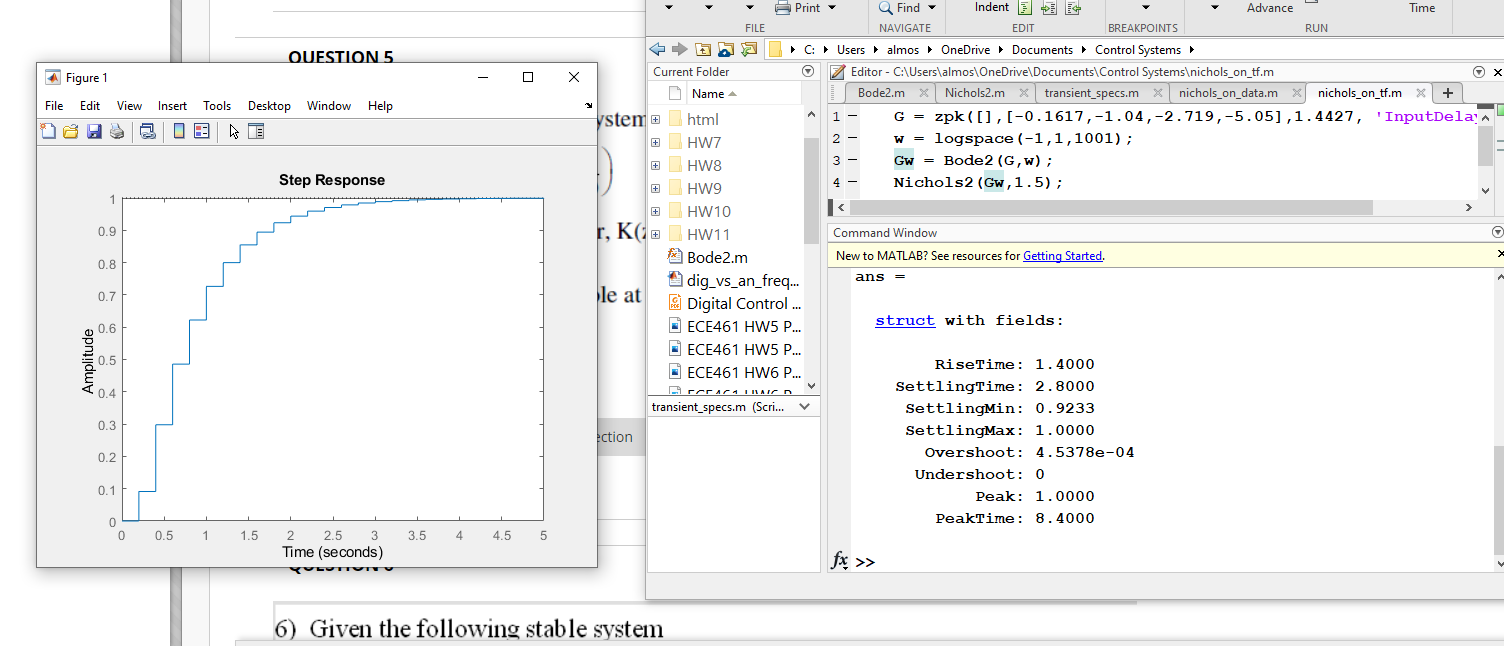 QUESTION 5
ystem
r, K(z
ole at
ection
QUESTION 6
6) Given the following stable system
Figure 1
File Edit View Insert Tools Desktop Window Help
Step Response
Amplitude
1
0.9
0.8
0.7
0.6
0.5
0.4
0.3
0.2
0.1
0
0 0.5 1 1.5 2 2.5 3 3.5 4 4.5 5
Time (seconds)
Print Find Indent Advance Time
FILE NAVIGATE EDIT BREAKPOINTS RUN
C: Users almos OneDrive Documents Control Systems
Current Folder
Name
html
HW7
HW8
HW9
HW10
HW11
Bode2.m
dig_vs_an_freq...
Digital Control ...
ECE461 HW5 P...
ECE461 HW5 P...
ECE461 HW6 P...
ECE461 HW6 P...
transient_specs.m (Scri...
Editor - C:\Users\almos\OneDrive\Documents\Control Systems\nichols_on_tf.m
Bode2.m Nichols2.m transient_specs.m nichols_on_data.m nichols_on_tf.m +
1 – G = zpk([],[-0.1617,-1.04,-2.719,-5.05],1.4427, 'InputDelay
2 – w = logspace(-1,1,1001);
3 – Gw = Bode2(G,w);
4 – Nichols2(Gw,1.5);
Command Window
New to MATLAB? See resources for Getting Started.
ans =
struct with fields:
RiseTime: 1.4000
SettlingTime: 2.8000
SettlingMin: 0.9233
SettlingMax: 1.0000
Overshoot: 4.5378e-04
Undershoot: 0
Peak: 1.0000
PeakTime: 8.4000
fx >>